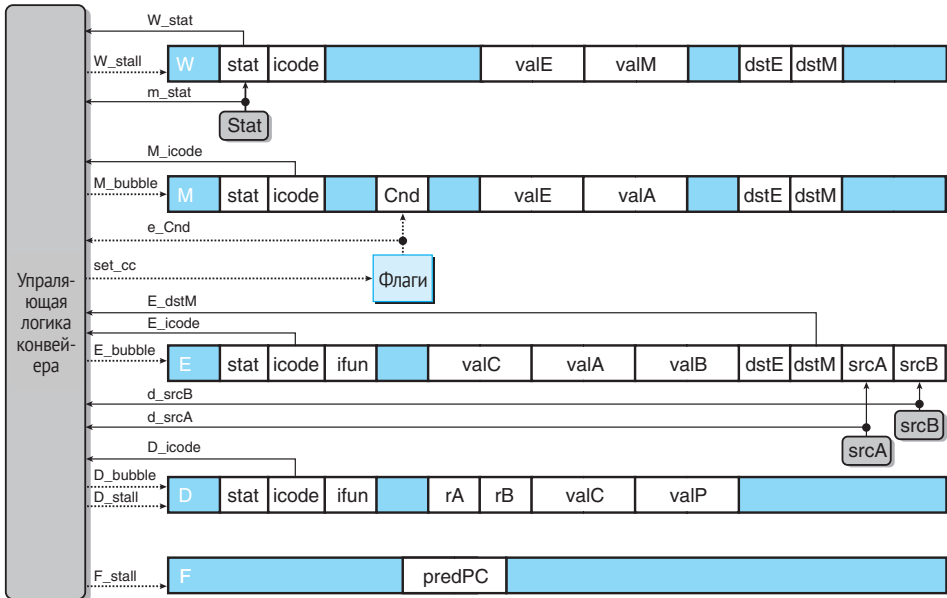 W_stat
W_stall
W stat icode valE valM dstE dstM
m_stat
Stat
M_icode
M_bubble
M stat icode Cnd valE valA dstE dstM
e_Cnd
set_cc
Флаги
Упраля-
ющая
логика
конвей-
ера
E_dstM
E_icode
E_bubble
E stat icode ifun valC valA valB dstE dstM srcA srcB
d_srcB
d_srcA
srcB
srcA
D_icode
D_bubble
D_stall
D stat icode ifun rA rB valC valP
F_stall
F predPC